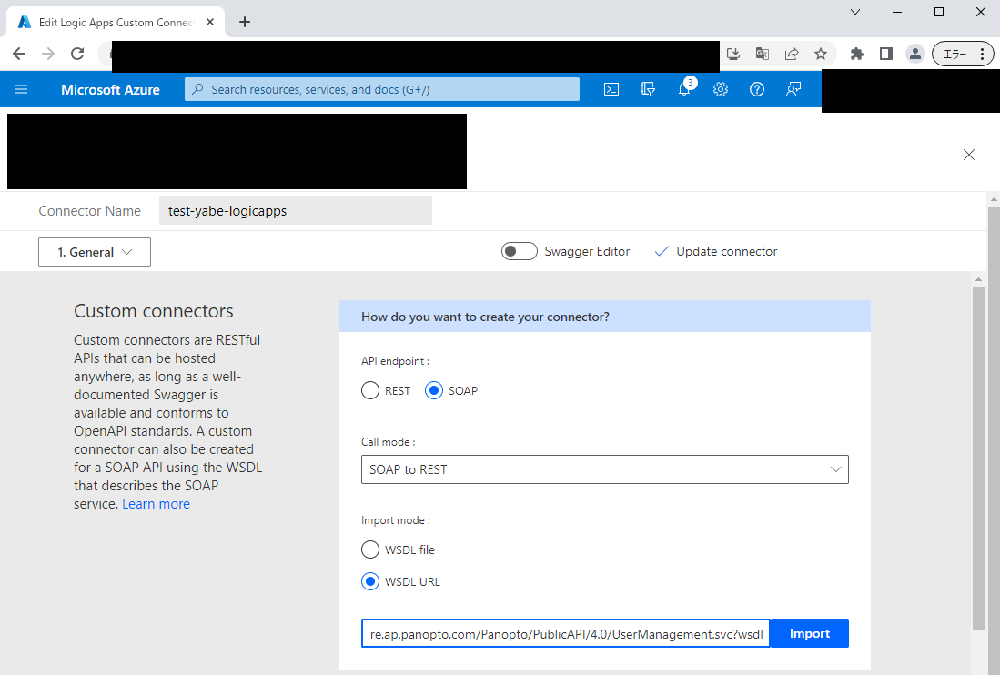 Edit Logic Apps Custom Connec
エラー
Microsoft Azure
Search resources, services, and docs (G+/)
3
Connector Name
test-yabe-logicapps
1. General
Swagger Editor
Update connector
Custom connectors
Custom connectors are RESTful
APIs that can be hosted
anywhere, as long as a well-
documented Swagger is
available and conforms to
OpenAPI standards. A custom
connector can also be created
for a SOAP API using the WSDL
that describes the SOAP
service. Learn more
How do you want to create your connector?
API endpoint :
REST
SOAP
Call mode :
SOAP to REST
Import mode :
WSDL file
WSDL URL
re.ap.panopto.com/Panopto/PublicAPI/4.0/UserManagement.svc?wsdl
Import